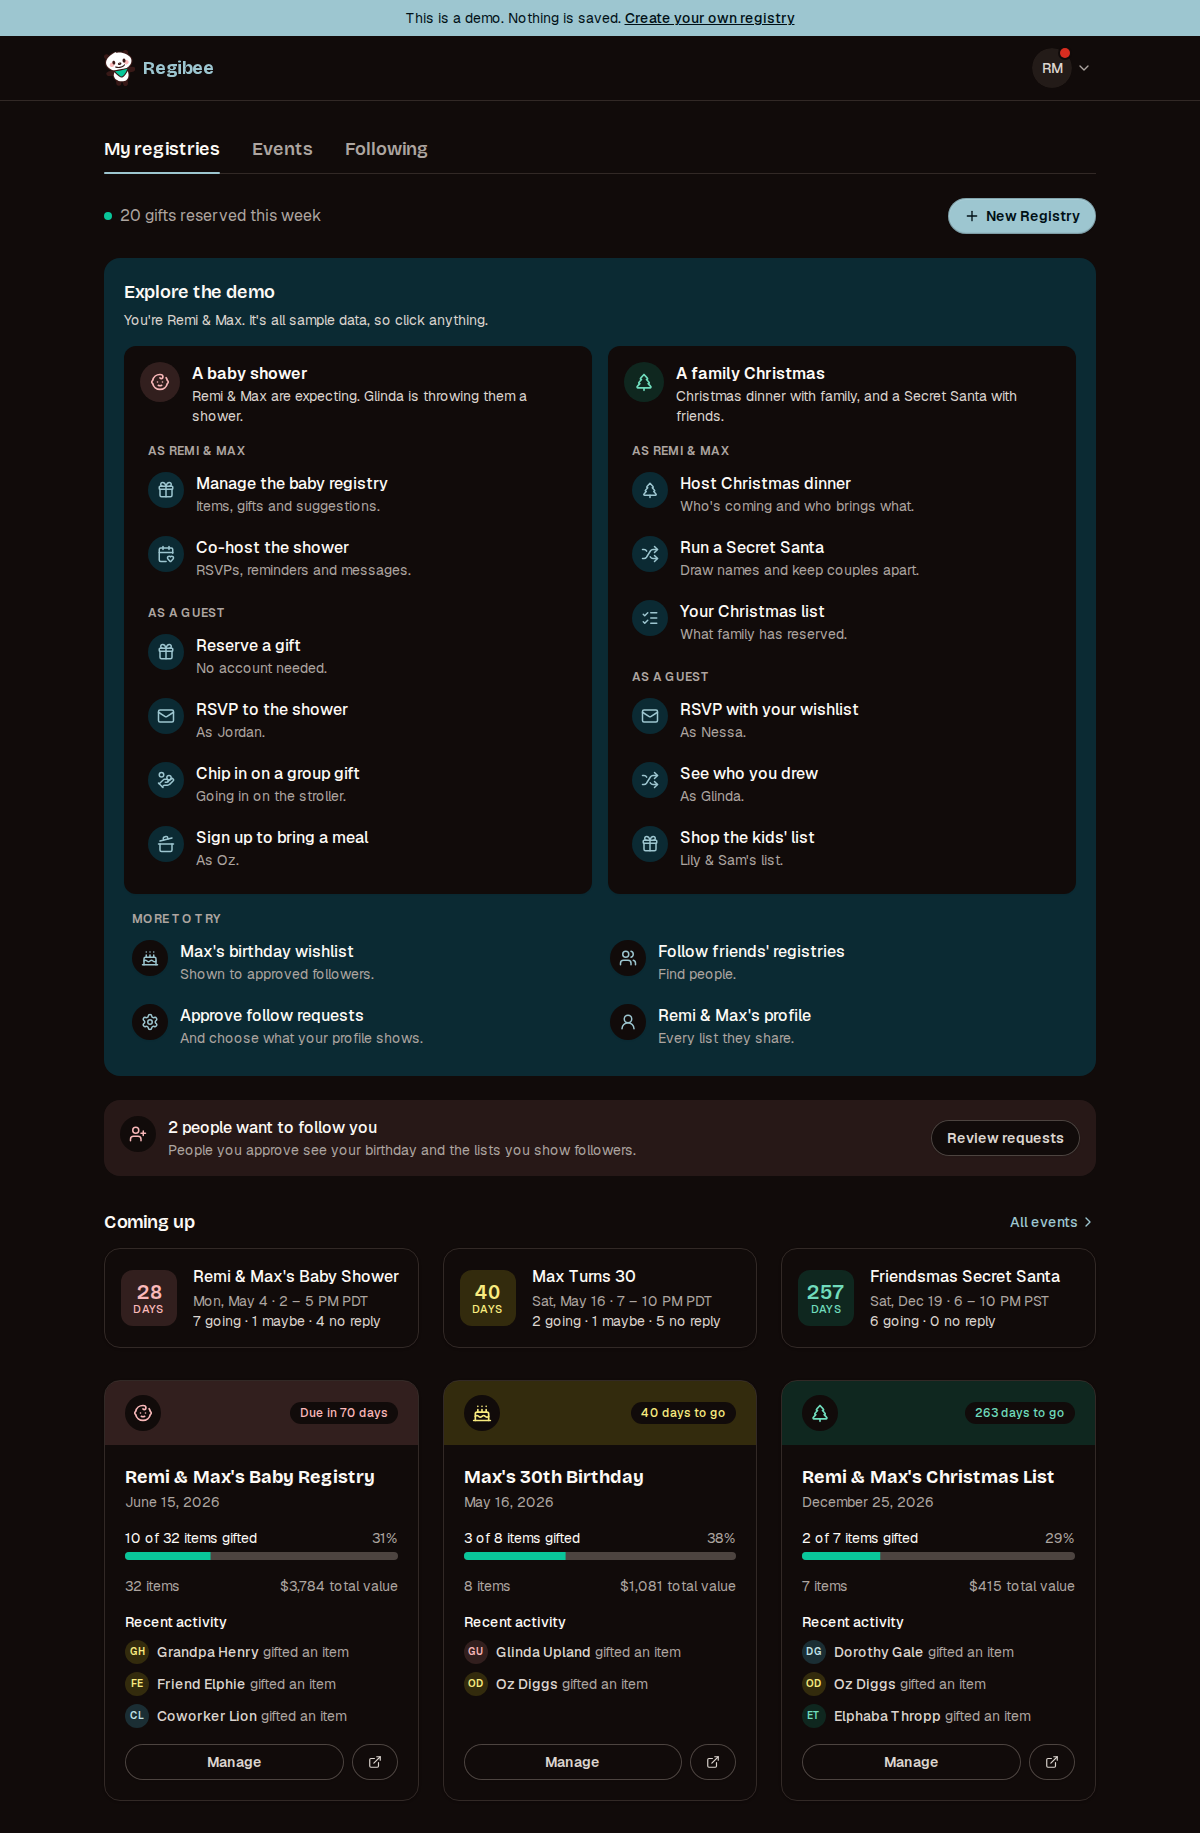 This is a demo. Nothing is saved. Create your own registry
Regibee
RM
My registries
Events
Following
20 gifts reserved this week
New Registry
Explore the demo
You're Remi & Max. It's all sample data, so click anything.
A baby shower
Remi & Max are expecting. Glinda is throwing them a
shower.
AS REMI & MAX
Manage the baby registry
Items, gifts and suggestions.
Co-host the shower
RSVPs, reminders and messages.
AS A GUEST
Reserve a gift
No account needed.
RSVP to the shower
As Jordan.
Chip in on a group gift
Going in on the stroller.
Sign up to bring a meal
As Oz.
A family Christmas
Christmas dinner with family, and a Secret Santa with
friends.
AS REMI & MAX
Host Christmas dinner
Who's coming and who brings what.
Run a Secret Santa
Draw names and keep couples apart.
Your Christmas list
What family has reserved.
AS A GUEST
RSVP with your wishlist
As Nessa.
See who you drew
As Glinda.
Shop the kids' list
Lily & Sam's list.
MORE TO TRY
Max's birthday wishlist
Shown to approved followers.
Follow friends' registries
Find people.
Approve follow requests
And choose what your profile shows.
Remi & Max's profile
Every list they share.
2 people want to follow you
People you approve see your birthday and the lists you show followers.
Review requests
Coming up
All events
28
DAYS
Remi & Max's Baby Shower
Mon, May 4 · 2 – 5 PM PDT
7 going · 1 maybe · 4 no reply
40
DAYS
Max Turns 30
Sat, May 16 · 7 – 10 PM PDT
2 going · 1 maybe · 5 no reply
257
DAYS
Friendsmas Secret Santa
Sat, Dec 19 · 6 – 10 PM PST
6 going · 0 no reply
Due in 70 days
Remi & Max's Baby Registry
June 15, 2026
10 of 32 items gifted
31%
32 items
$3,784 total value
Recent activity
GH Grandpa Henry gifted an item
FE Friend Elphie gifted an item
CL Coworker Lion gifted an item
Manage
40 days to go
Max's 30th Birthday
May 16, 2026
3 of 8 items gifted
38%
8 items
$1,081 total value
Recent activity
GU Glinda Upland gifted an item
OD Oz Diggs gifted an item
Manage
263 days to go
Remi & Max's Christmas List
December 25, 2026
2 of 7 items gifted
29%
7 items
$415 total value
Recent activity
DG Dorothy Gale gifted an item
OD Oz Diggs gifted an item
ET Elphaba Thropp gifted an item
Manage